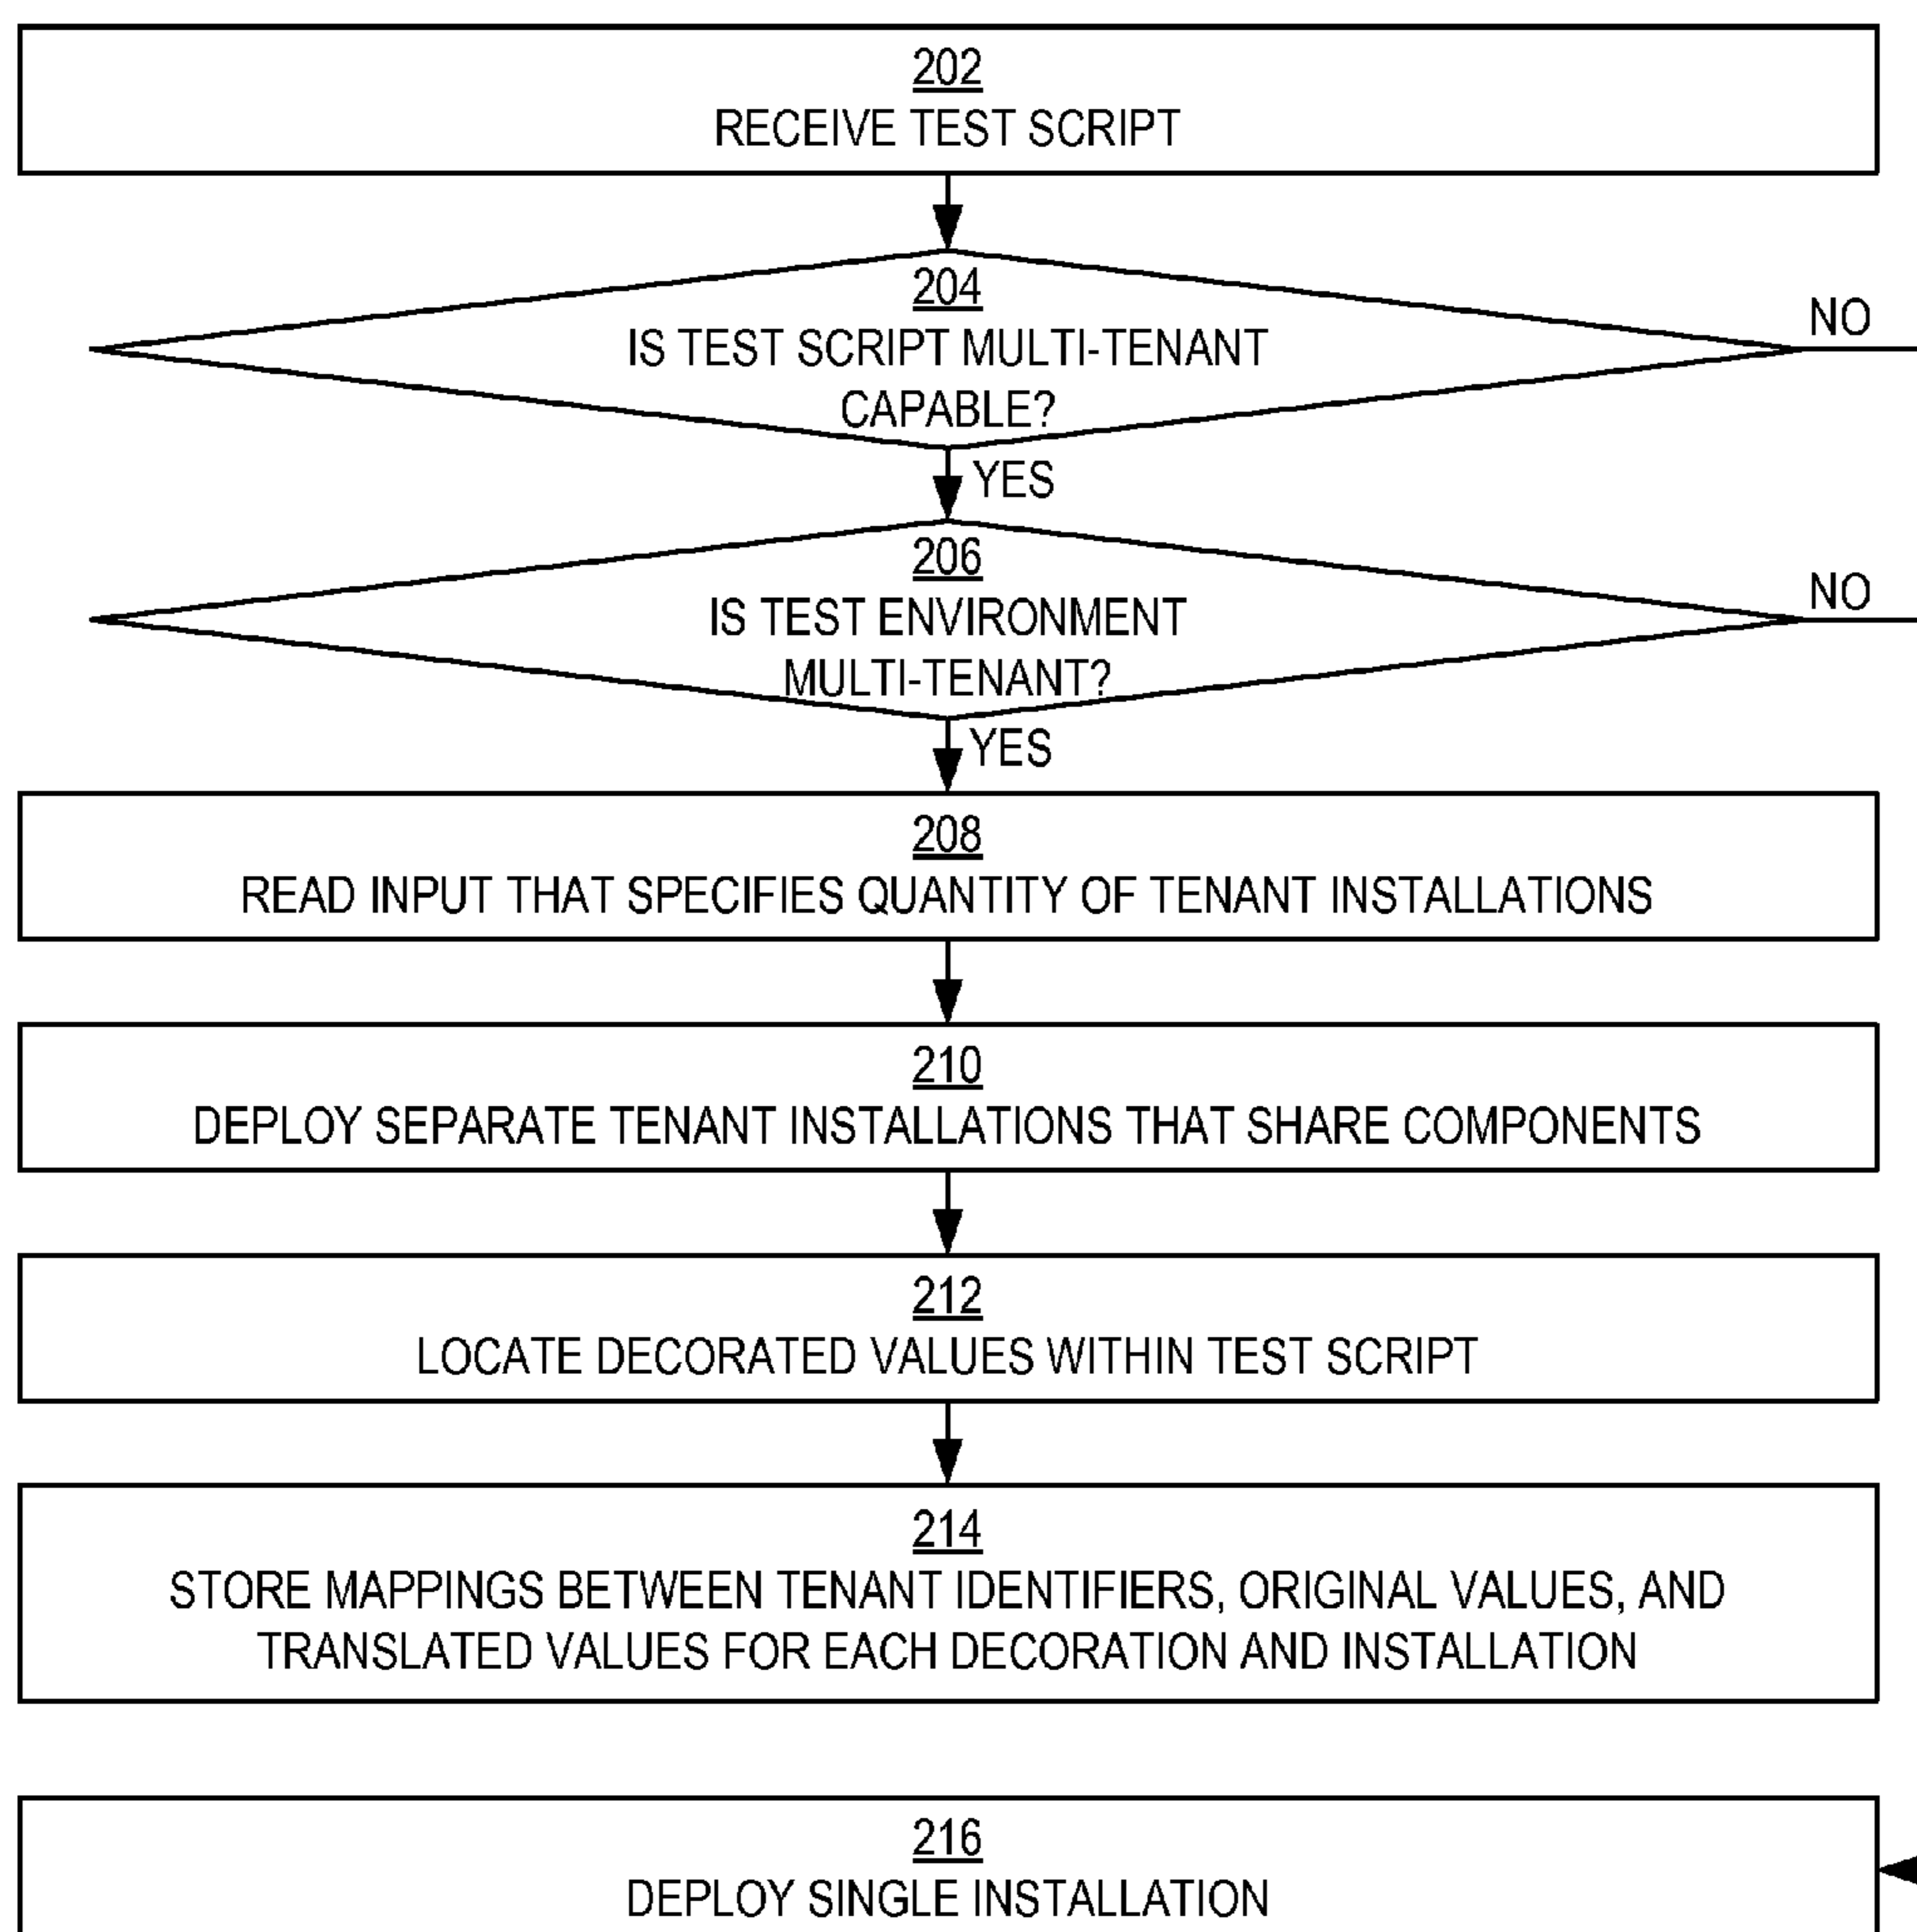 202
RECEIVE TEST SCRIPT
204
IS TEST SCRIPT MULTI-TENANT
CAPABLE?
NO
YES
206
IS TEST ENVIRONMENT
MULTI-TENANT?
NO
YES
208
READ INPUT THAT SPECIFIES QUANTITY OF TENANT INSTALLATIONS
210
DEPLOY SEPARATE TENANT INSTALLATIONS THAT SHARE COMPONENTS
212
LOCATE DECORATED VALUES WITHIN TEST SCRIPT
214
STORE MAPPINGS BETWEEN TENANT IDENTIFIERS, ORIGINAL VALUES, AND
TRANSLATED VALUES FOR EACH DECORATION AND INSTALLATION
216
DEPLOY SINGLE INSTALLATION